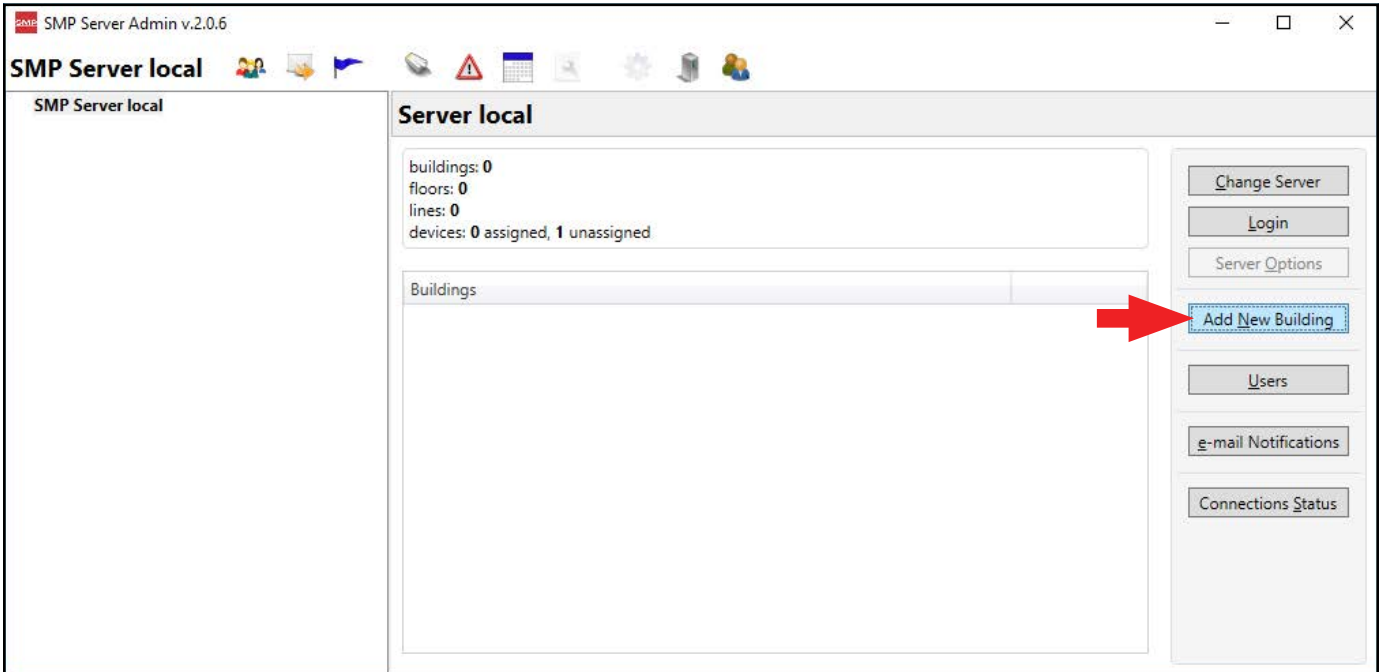 SMP SMP Server Admin v.2.0.6
SMP Server local
SMP Server local
Server local
buildings: 0
floors: 0
lines: 0
devices: 0 assigned, 1 unassigned
Buildings
Change Server
Login
Server Options
Add New Building
Users
e-mail Notifications
Connections Status